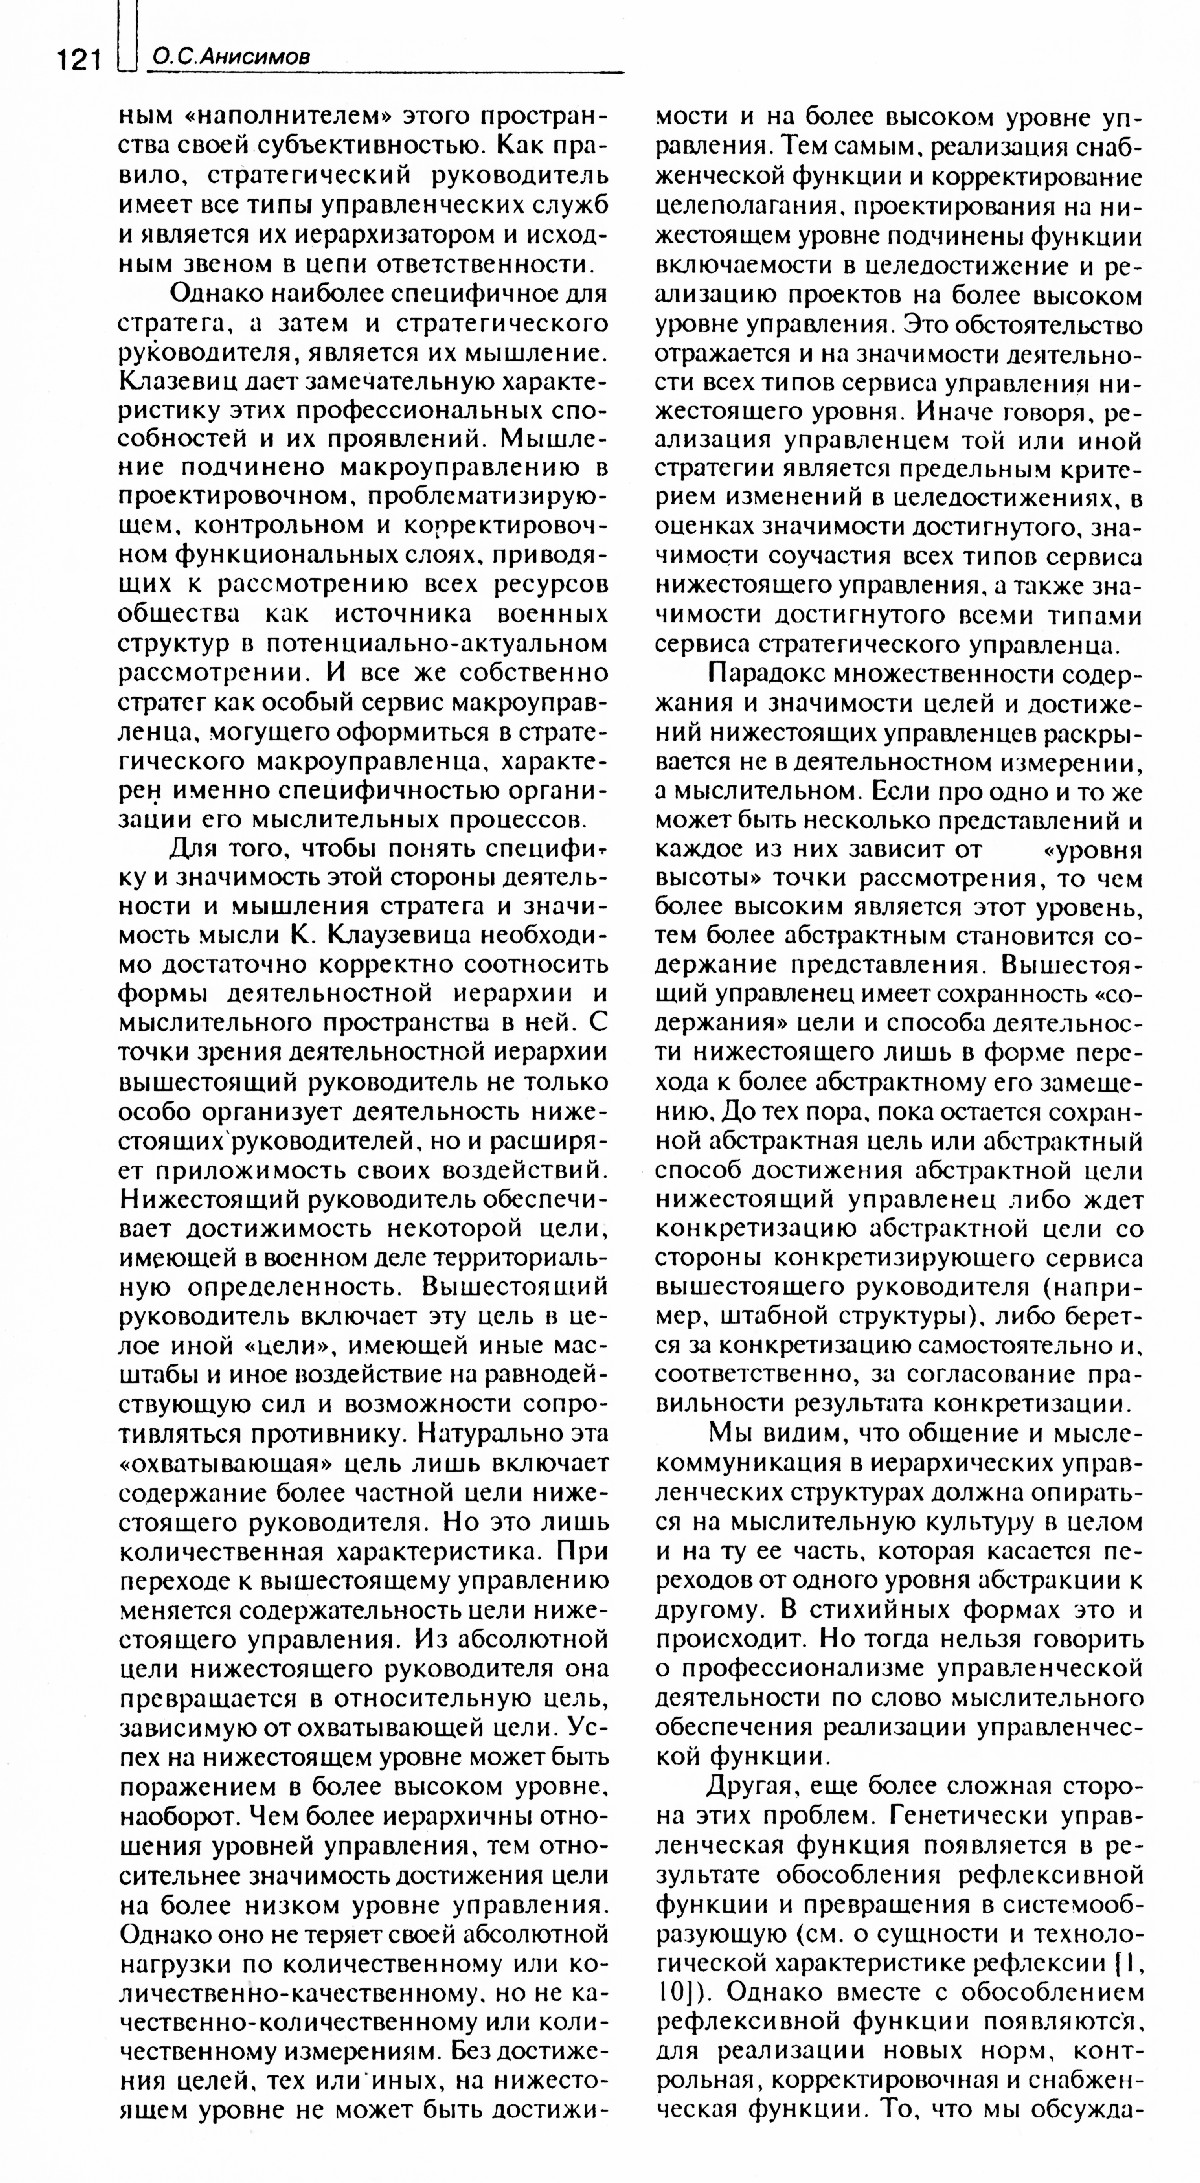 121
О.С.Анисимов
ным «наполнителем» этого простран-
ства своей субъективностью. Как пра-
вило, стратегический руководитель
имеет все типы управленческих служб
и является их иерархизатором и исход-
ным звеном в цепи ответственности.
Однако наиболее специфичное для
стратега, а затем и стратегического
руководителя, является их мышление.
Клазевиц дает замечательную характе-
ристику этих профессиональных спо-
собностей и их проявлений. Мышле-
ние подчинено макроуправлению в
проектировочном, проблематизирую-
щем, контрольном и корректировоч-
ном функциональных слоях, приводя-
щих к рассмотрению всех ресурсов
общества как источника военных
структур в потенциально-актуальном
рассмотрении. И все же собственно
стратег как особый сервис макроуправ-
ленца, могущего оформиться в страте-
гического макроуправленца, характе-
рен именно специфичностью органи-
зации его мыслительных процессов.
Для того, чтобы понять специфи-
ку и значимость этой стороны деятель-
ности и мышления стратега и значи-
мость мысли К. Клаузевица необходи-
мо достаточно корректно соотносить
формы деятельностной иерархии и
мыслительного пространства в ней. С
точки зрения деятельностной иерархии
вышестоящий руководитель не только
особо организует деятельность ниже-
стоящих руководителей, но и расширя-
ет приложимость своих воздействий.
Нижестоящий руководитель обеспечи-
вает достижимость некоторой цели,
имеющей в военном деле территориаль-
ную определенность. Вышестоящий
руководитель включает эту цель в це-
лое иной «цели», имеющей иные мас-
штабы и иное воздействие на равнодей-
ствующую сил и возможности сопро-
тивляться противнику. Натурально эта
«охватывающая» цель лишь включает
содержание более частной цели ниже-
стоящего руководителя. Но это лишь
количественная характеристика. При
переходе к вышестоящему управлению
меняется содержательность цели ниже-
стоящего управления. Из абсолютной
цели нижестоящего руководителя она
превращается в относительную цель,
зависимую от охватывающей цели. Ус-
пех на нижестоящем уровне может быть
поражением в более высоком уровне,
наоборот. Чем более иерархичны отно-
шения уровней управления, тем отно-
сительнее значимость достижения цели
на более низком уровне управления.
Однако оно не теряет своей абсолютной
нагрузки по количественному или ко-
личественно-качественному, но не ка-
чественно-количественному или коли-
чественному измерениям. Без достиже-
ния целей, тех или иных, на нижесто-
ящем уровне не может быть достижи-
мости и на более высоком уровне уп-
равления. Тем самым, реализация снаб-
женческой функции и корректирование
целеполагания, проектирования на ни-
жестоящем уровне подчинены функции
включаемости в целедостижение и ре-
ализацию проектов на более высоком
уровне управления. Это обстоятельство
отражается и на значимости деятельно-
сти всех типов сервиса управления ни-
жестоящего уровня. Иначе говоря, ре-
ализация управленцем той или иной
стратегии является предельным крите-
рием изменений в целедостижениях, в
оценках значимости достигнутого, зна-
чимости соучастия всех типов сервиса
нижестоящего управления, а также зна-
чимости достигнутого всеми типами
сервиса стратегического управленца.
Парадокс множественности содер-
жания и значимости целей и достиже-
ний нижестоящих управленцев раскры-
вается не в деятельностном измерении,
а мыслительном. Если про одно и то же
может быть несколько представлений и
каждое из них зависит от «уровня
высоты» точки рассмотрения, то чем
более высоким является этот уровень,
тем более абстрактным становится со-
держание представления. Вышестоя-
щий управленец имеет сохранность «со-
держания» цели и способа деятельнос-
ти нижестоящего лишь в форме пере-
хода к более абстрактному его замеще-
нию, До тех пора, пока остается сохран-
ной абстрактная цель или абстрактный
способ достижения абстрактной цели
нижестоящий управленец либо ждет
конкретизацию абстрактной цели со
стороны конкретизирующего сервиса
вышестоящего руководителя (напри-
мер, штабной структуры), либо берет-
ся за конкретизацию самостоятельно и,
соответственно, за согласование пра-
вильности результата конкретизации.
Мы видим, что общение и мысле-
коммуникация в иерархических управ-
ленческих структурах должна опирать-
ся на мыслительную культуру в целом
и на ту ее часть, которая касается пе-
реходов от одного уровня абстракции к
другому. В стихийных формах это и
происходит. Но тогда нельзя говорить
о профессионализме управленческой
деятельности по слово мыслительного
обеспечения реализации управленчес-
кой функции.
Другая, еще более сложная сторо-
на этих проблем. Генетически управ-
ленческая функция появляется в ре-
зультате обособления рефлексивной
функции и превращения в системооб-
разующую (см. о сущности и техноло-
гической характеристике рефлексии [1,
10]). Однако вместе с обособлением
рефлексивной функции появляются,
для реализации новых норм, конт-
рольная, корректировочная и снабжен-
ческая функции. То, что мы обсужда-